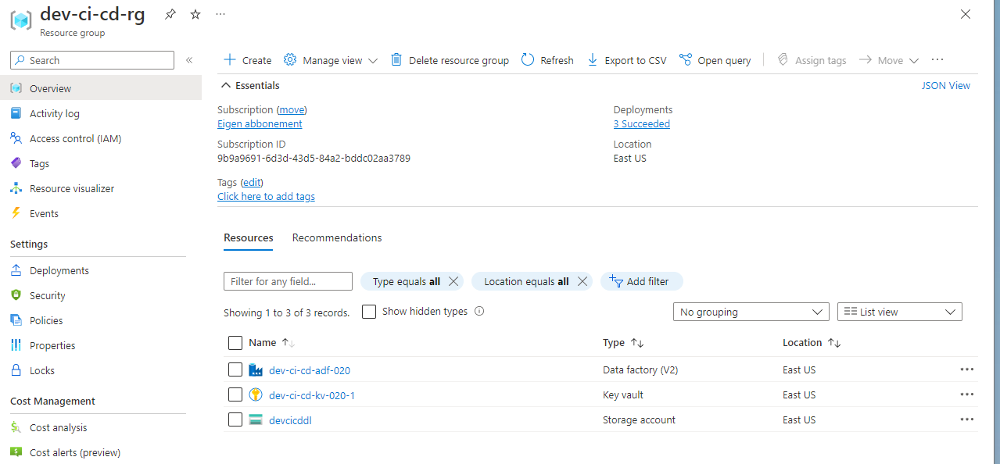 dev-ci-cd-rg
Resource group
Search
Overview
Activity log
Access control (IAM)
Tags
Resource visualizer
Events
Settings
Deployments
Security
Policies
Properties
Locks
Cost Management
Cost analysis
Cost alerts (preview)
Create Manage view Delete resource group Refresh Export to CSV Open query Assign tags Move
Essentials JSON View
Subscription (move) Deployments
Eigen abbonement 3 Succeeded
Subscription ID Location
9b9a9691-6d3d-43d5-84a2-bddc02aa3789 East US
Tags (edit)
Click here to add tags
Resources Recommendations
Filter for any field... Type equals all Location equals all Add filter
Showing 1 to 3 of 3 records. Show hidden types No grouping List view
Name Type Location
dev-ci-cd-adf-020 Data factory (V2) East US
dev-ci-cd-kv-020-1 Key vault East US
devcicddl Storage account East US